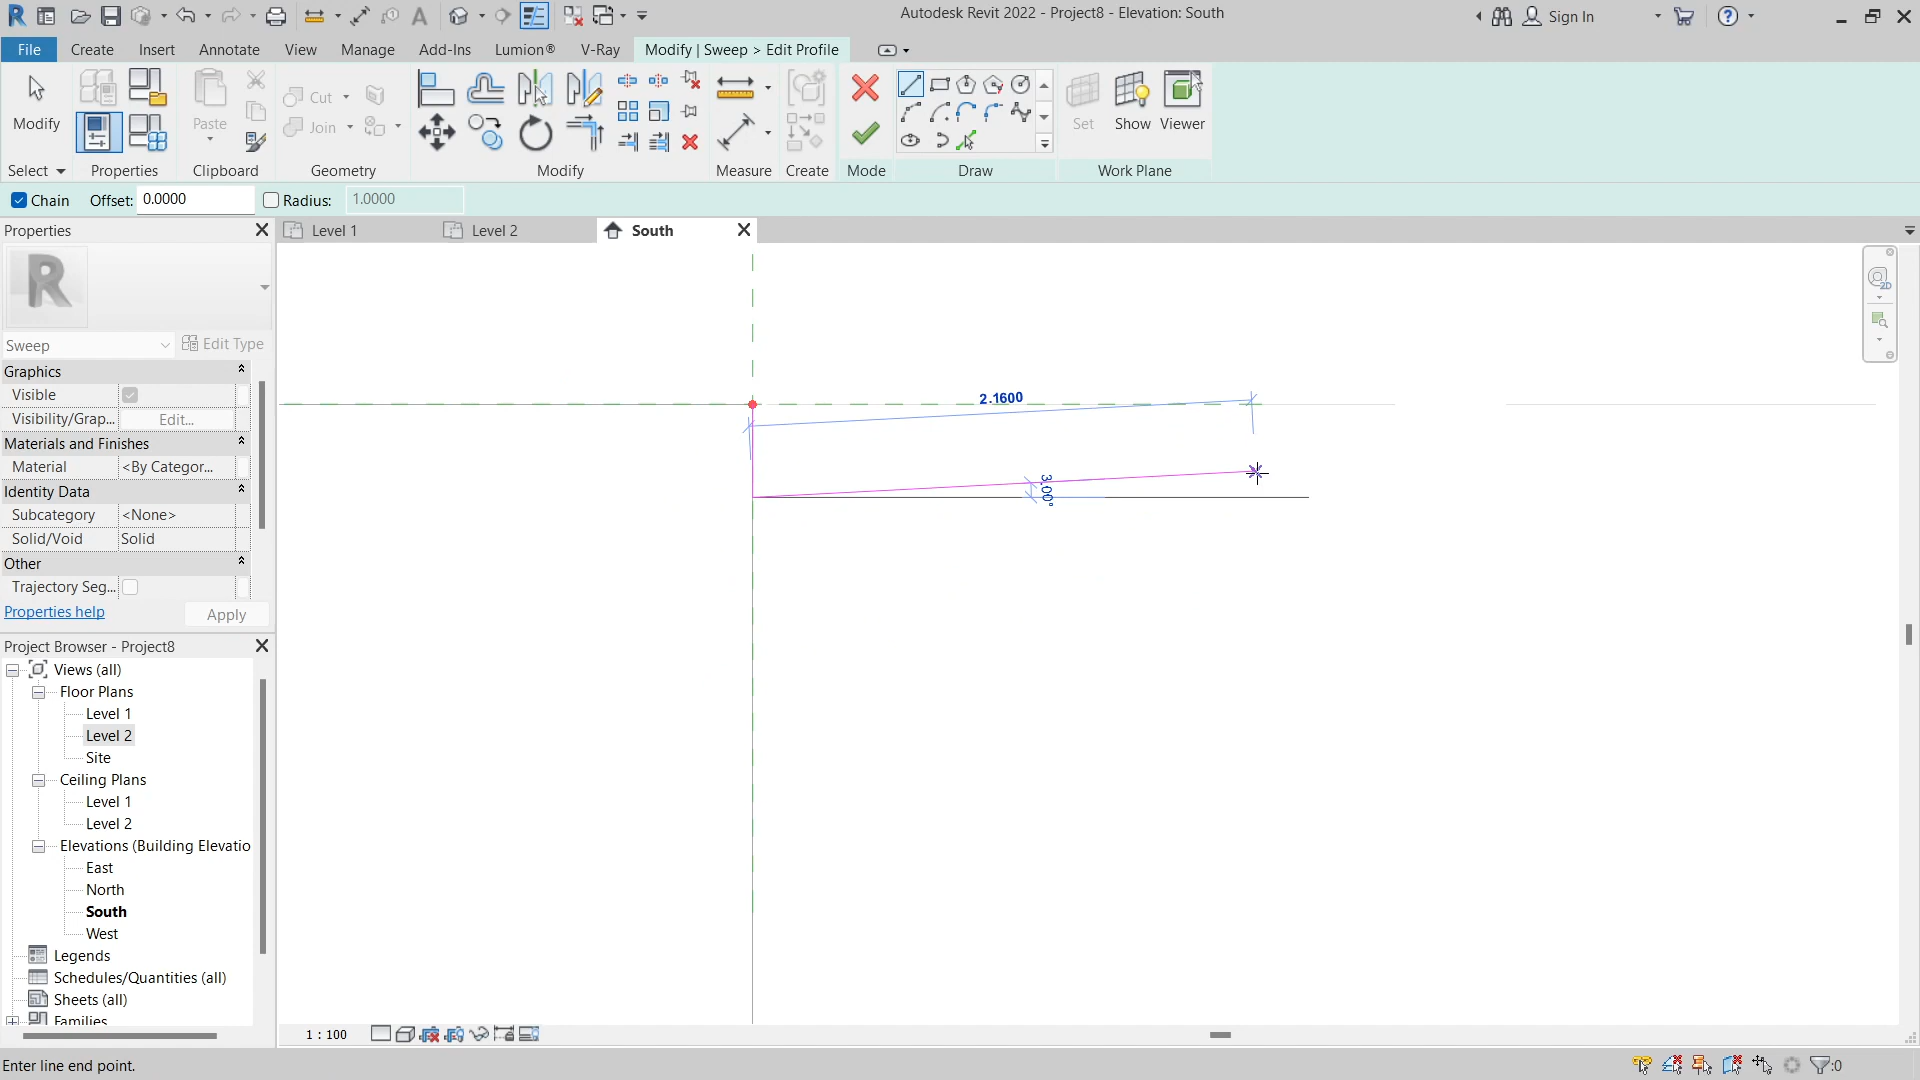 Autodesk Revit 2022 - Project8 - Elevation: South
Sign In
File
Create
Insert
Annotate
View
Manage
Add-Ins
Lumion®
V-Ray
Modify | Sweep > Edit Profile
Modify
Paste
Cut
Join
Set
Show
Viewer
Select
Properties
Clipboard
Geometry
Modify
Measure
Create
Mode
Draw
Work Plane
Chain
Offset:
0.0000
Radius:
1.0000
Properties
Level 1
Level 2
South
R
Sweep
Edit Type
Graphics
Visible
Visibility/Grap...
Edit...
Materials and Finishes
Material
<By Categor...
Identity Data
Subcategory
<None>
Solid/Void
Solid
Other
Trajectory Seg...
Properties help
Apply
2.1600
3.00°
2D
Project Browser - Project8
Views (all)
Floor Plans
Level 1
Level 2
Site
Ceiling Plans
Level 1
Level 2
Elevations (Building Elevatio
East
North
South
West
Legends
Schedules/Quantities (all)
Sheets (all)
Families
1 : 100
Enter line end point.
:0